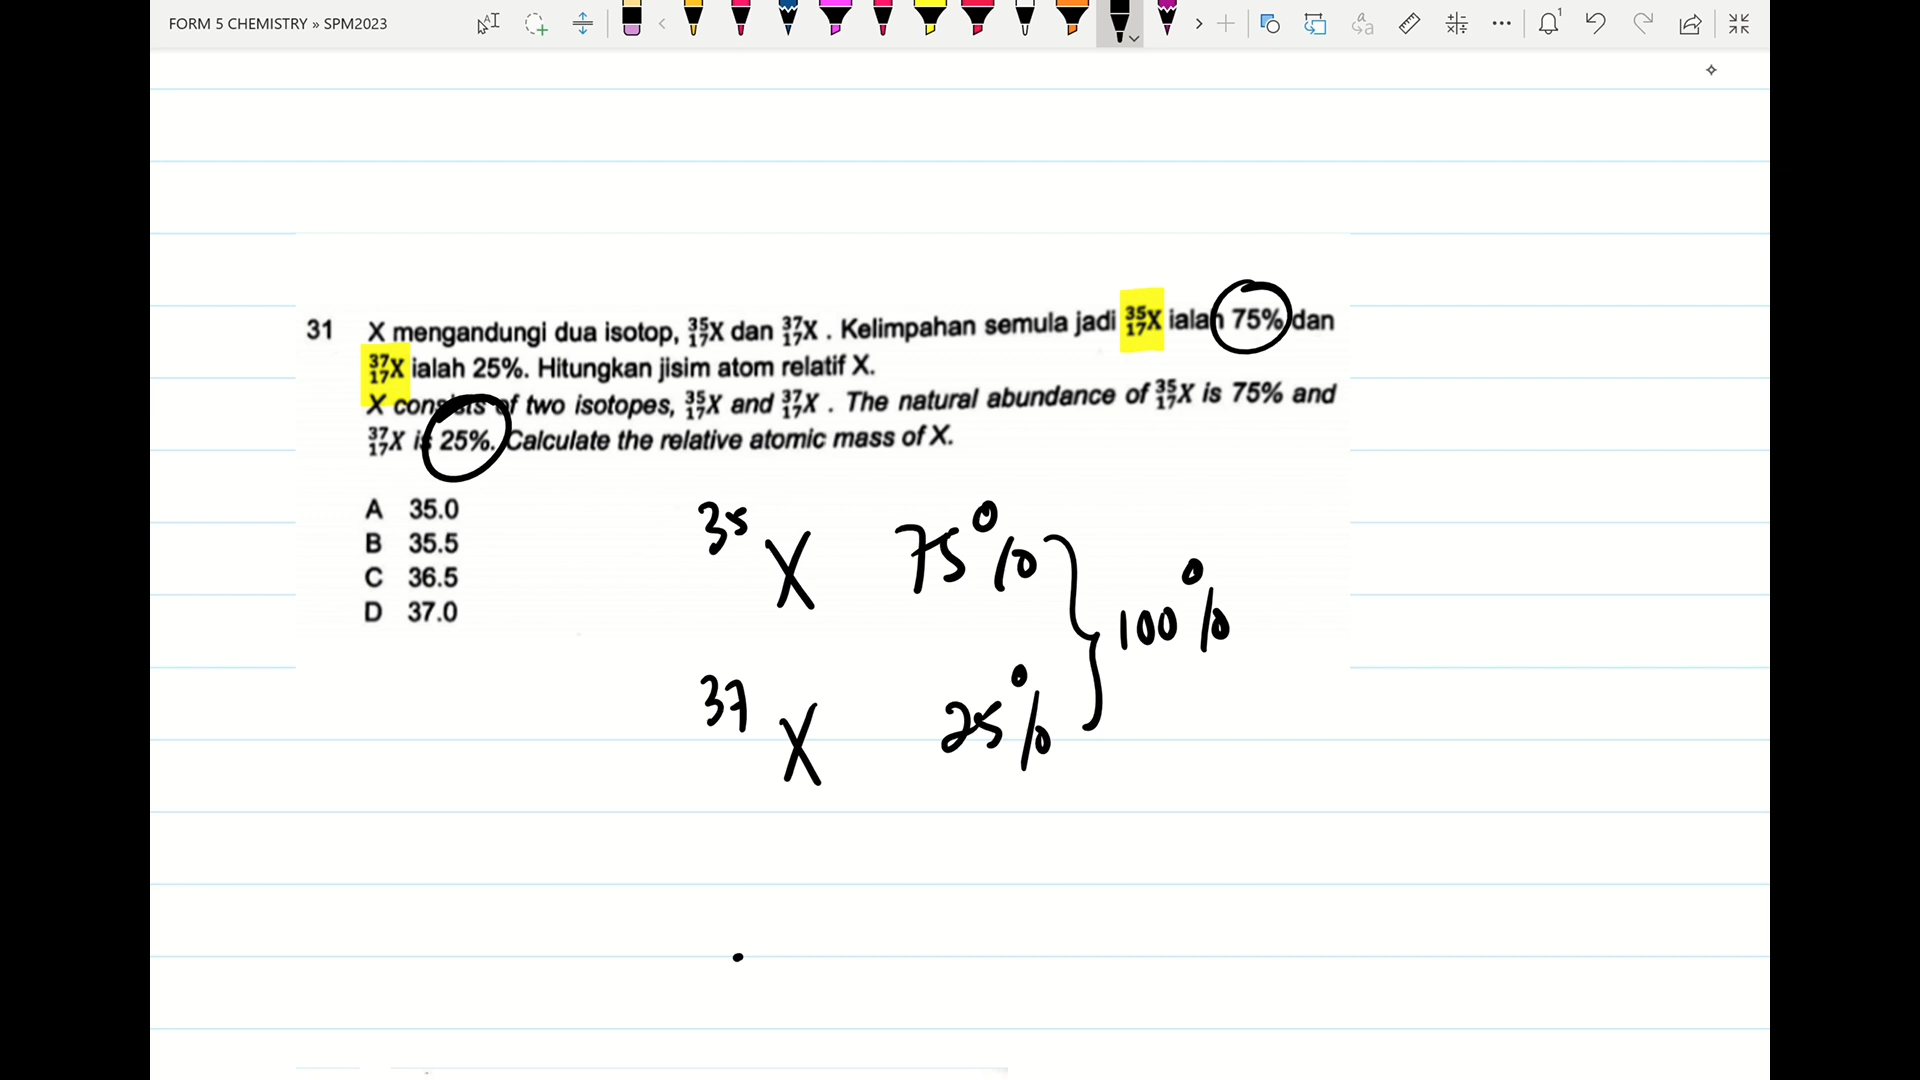 FORM 5 CHEMISTRY » SPM2023
31 X mengandungi dua isotop, ³⁵₁₇X dan ³⁷₁₇X . Kelimpahan semula jadi ³⁵₁₇X ialah 75% dan
³⁷₁₇X ialah 25%. Hitungkan jisim atom relatif X.
X consists of two isotopes, ³⁵₁₇X and ³⁷₁₇X . The natural abundance of ³⁵₁₇X is 75% and
³⁷₁₇X is 25%. Calculate the relative atomic mass of X.
A 35.0
B 35.5
C 36.5
D 37.0
³⁵X 75%
100%
³⁷X 25%